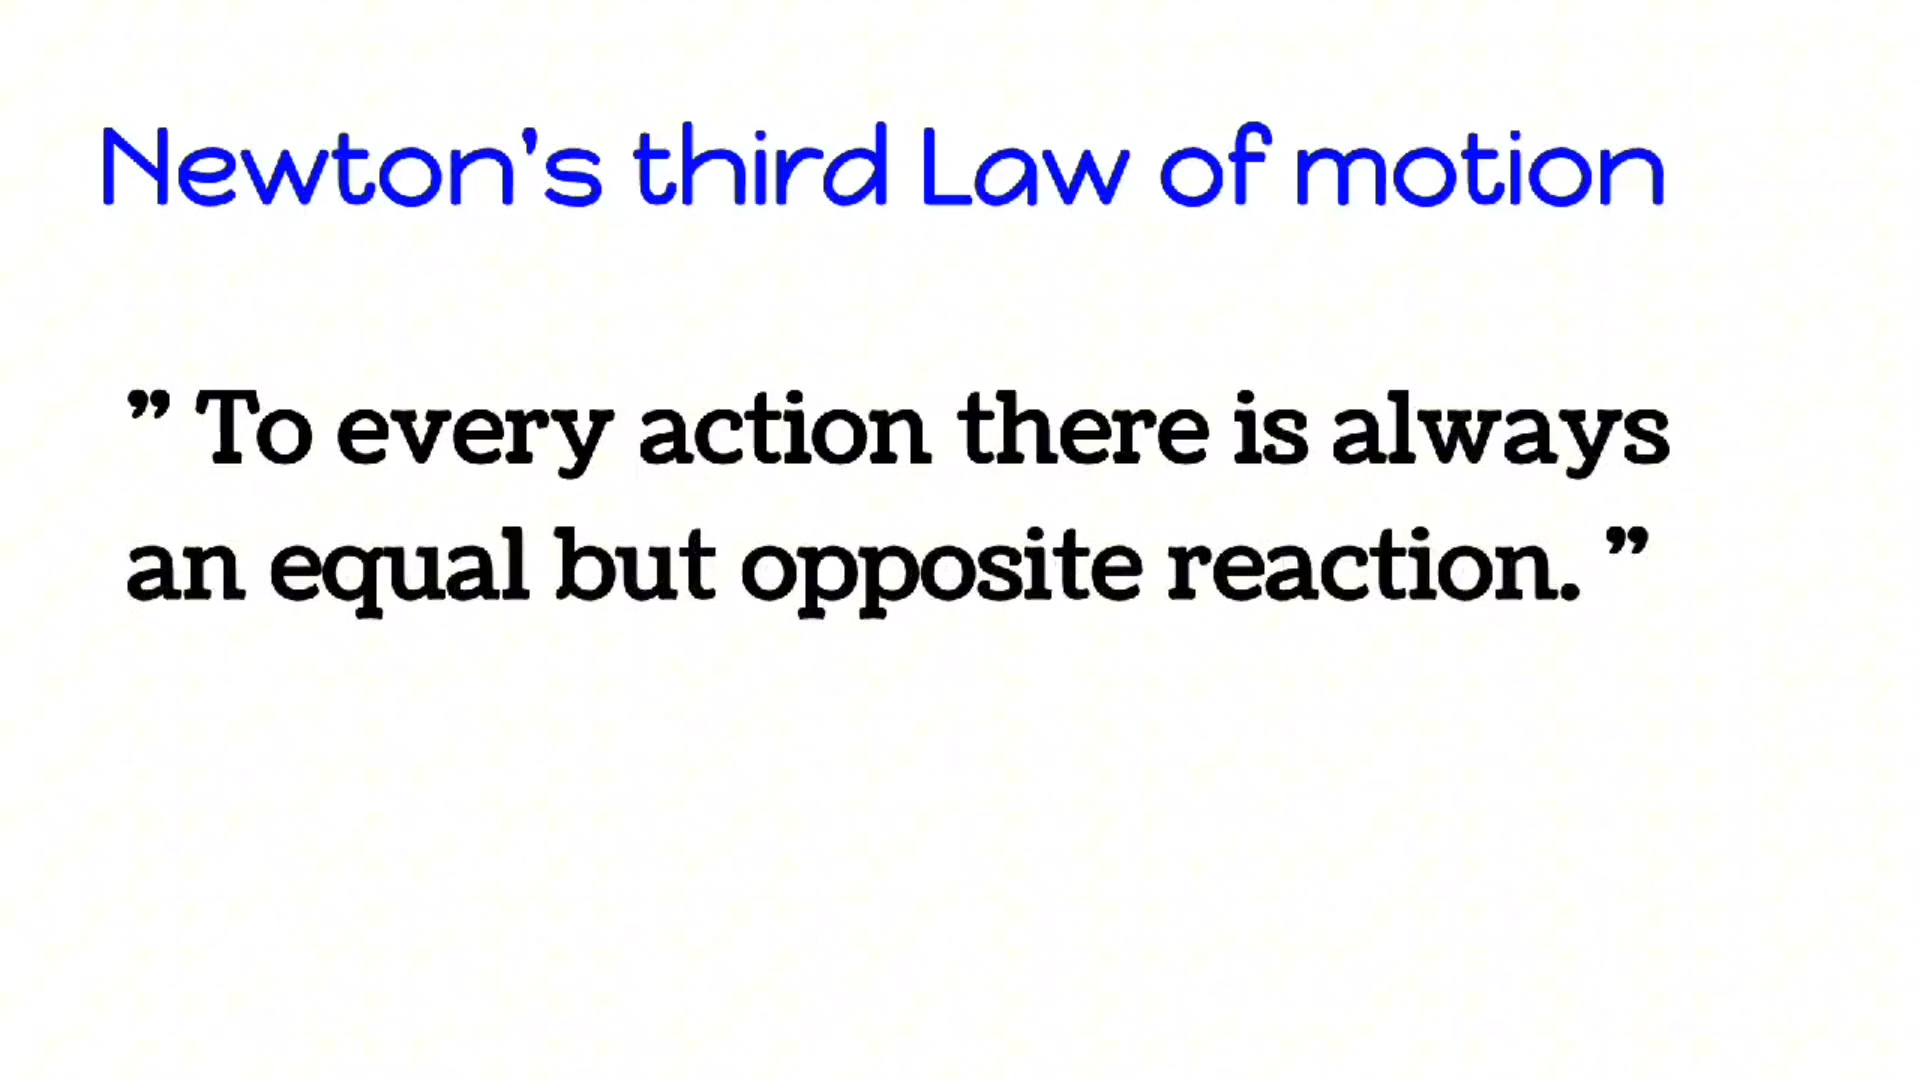 Newton’s third Law of motion
” To every action there is always
an equal but opposite reaction. ”